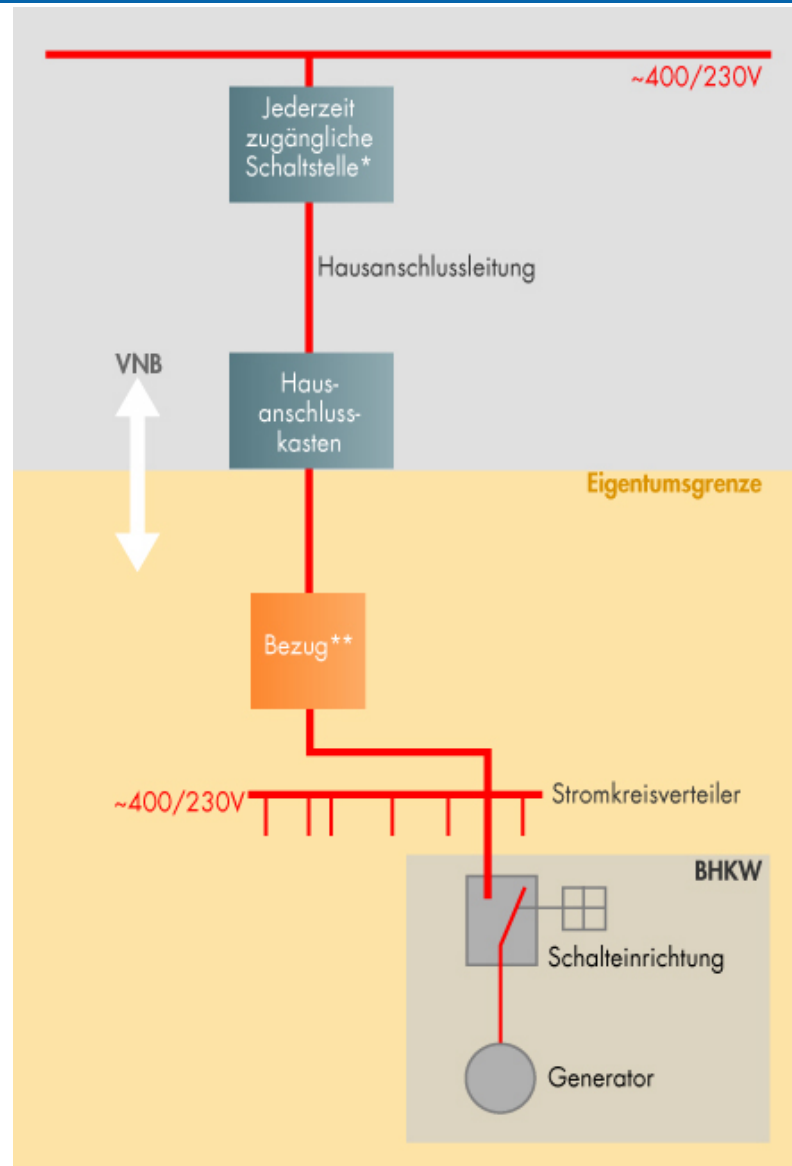 ~400/230V
Jederzeit
zugängliche
Schaltstelle*
Hausanschlussleitung
VNB
Haus-
anschluss-
kasten
Eigentumsgrenze
Bezug**
~400/230V
Stromkreisverteiler
BHKW
Schalteinrichtung
Generator